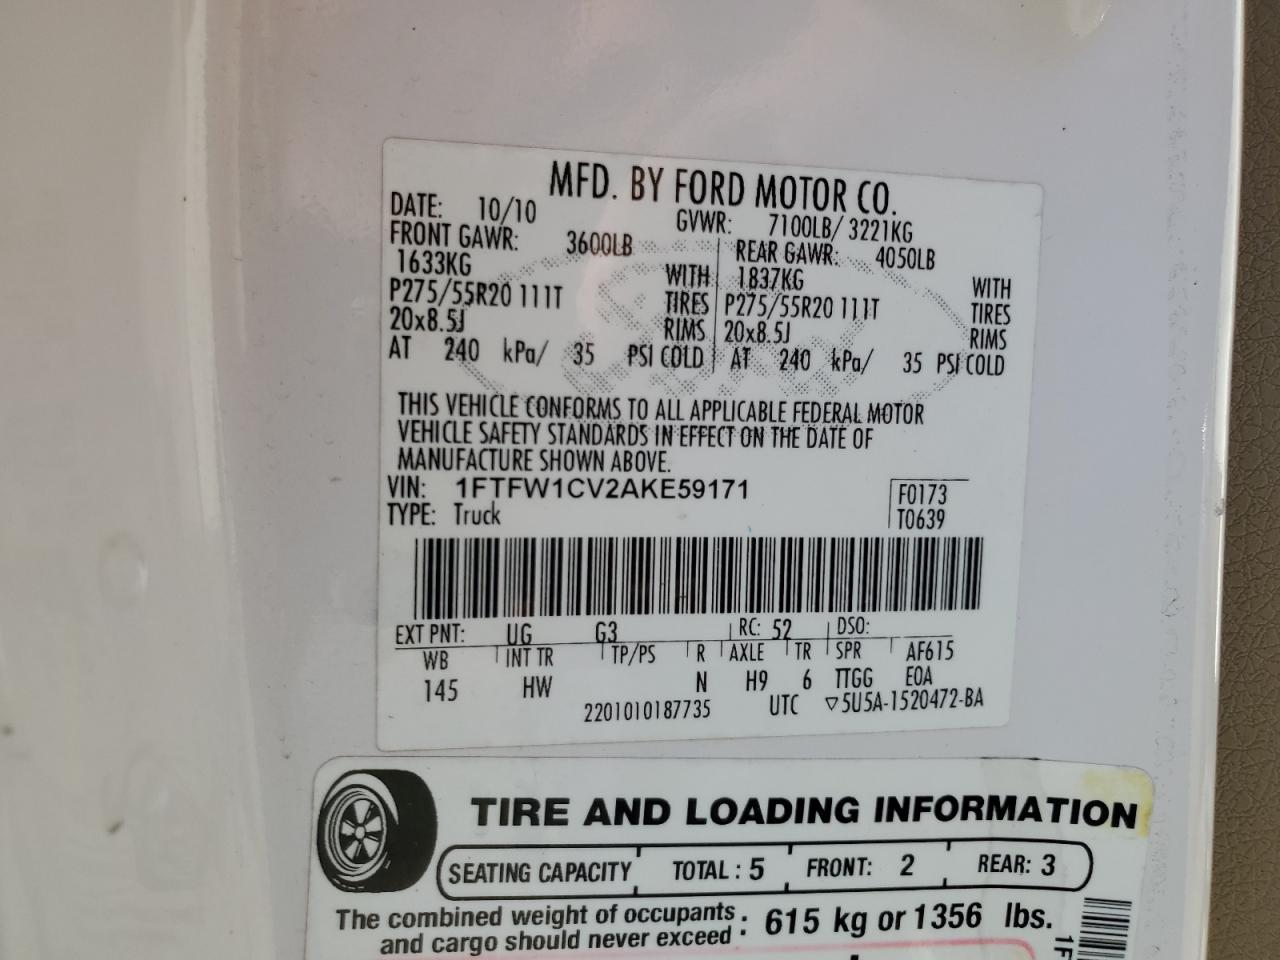 MFD. BY FORD MOTOR CO.
DATE: 10/10 GVWR: 7100LB/ 3221KG
FRONT GAWR: 3600LB REAR GAWR: 4050LB
1633KG WITH 1837KG WITH
P275/55R20 111T TIRES P275/55R20 111T TIRES
20x8.5J RIMS 20x8.5J RIMS
AT 240 kPa/ 35 PSI COLD AT 240 kPa/ 35 PSI COLD
THIS VEHICLE CONFORMS TO ALL APPLICABLE FEDERAL MOTOR
VEHICLE SAFETY STANDARDS IN EFFECT ON THE DATE OF
MANUFACTURE SHOWN ABOVE.
VIN: 1FTFW1CV2AKE59171 F0173
TYPE: Truck T0639
EXT PNT: UG G3 RC: 52 DSO:
WB INT TR TP/PS R AXLE TR SPR AF615
145 HW N H9 6 TTGG E0A
2201010187735 UTC ▽5U5A-1520472-BA
TIRE AND LOADING INFORMATION
SEATING CAPACITY TOTAL : 5 FRONT: 2 REAR: 3
The combined weight of occupants : 615 kg or 1356 lbs.
and cargo should never exceed :
1F